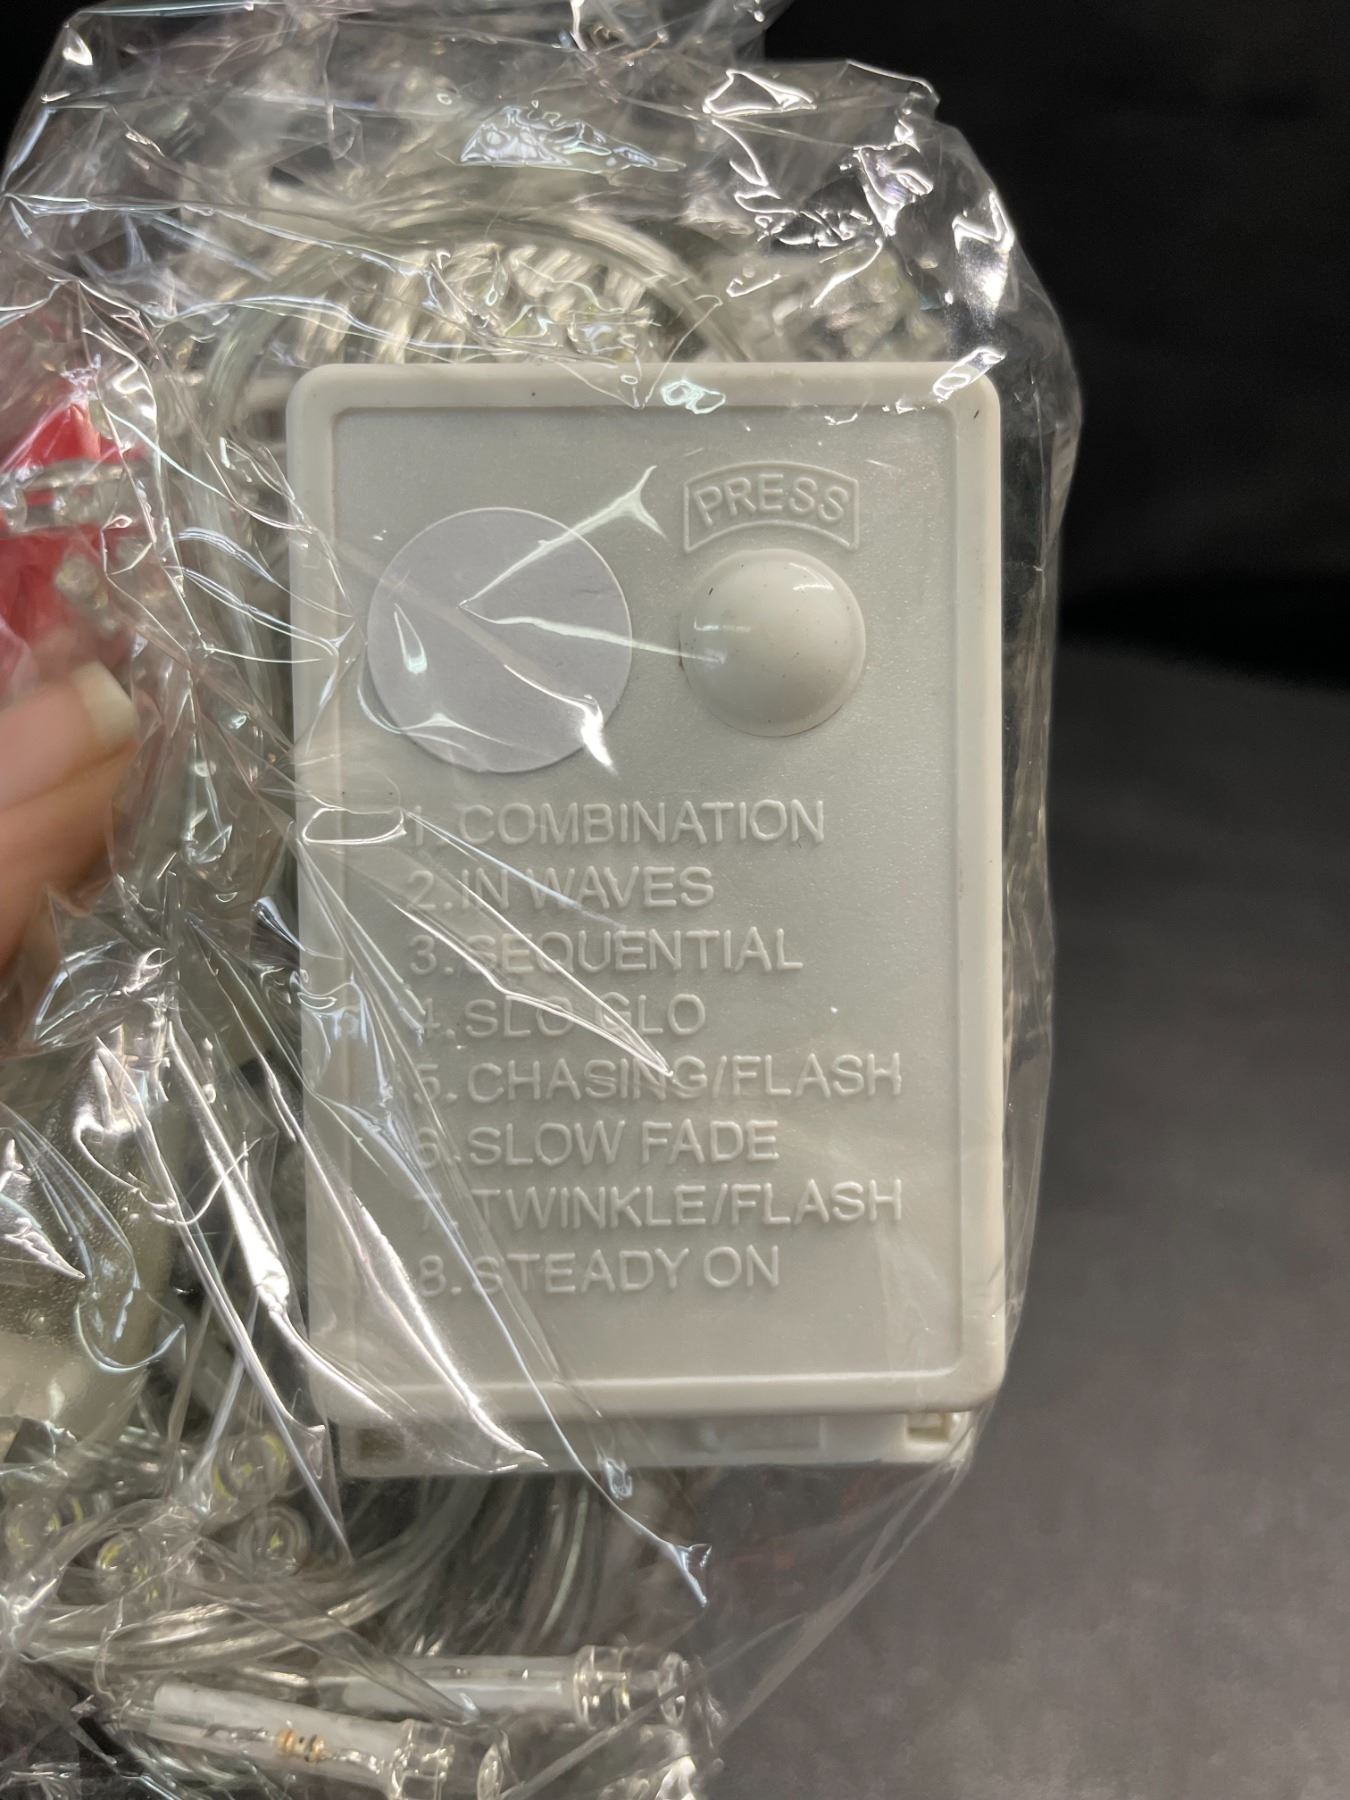 PRESS
1. COMBINATION
2. IN WAVES
3. SEQUENTIAL
4. SLO GLO
5. CHASING/FLASH
6. SLOW FADE
7. TWINKLE/FLASH
8. STEADY ON